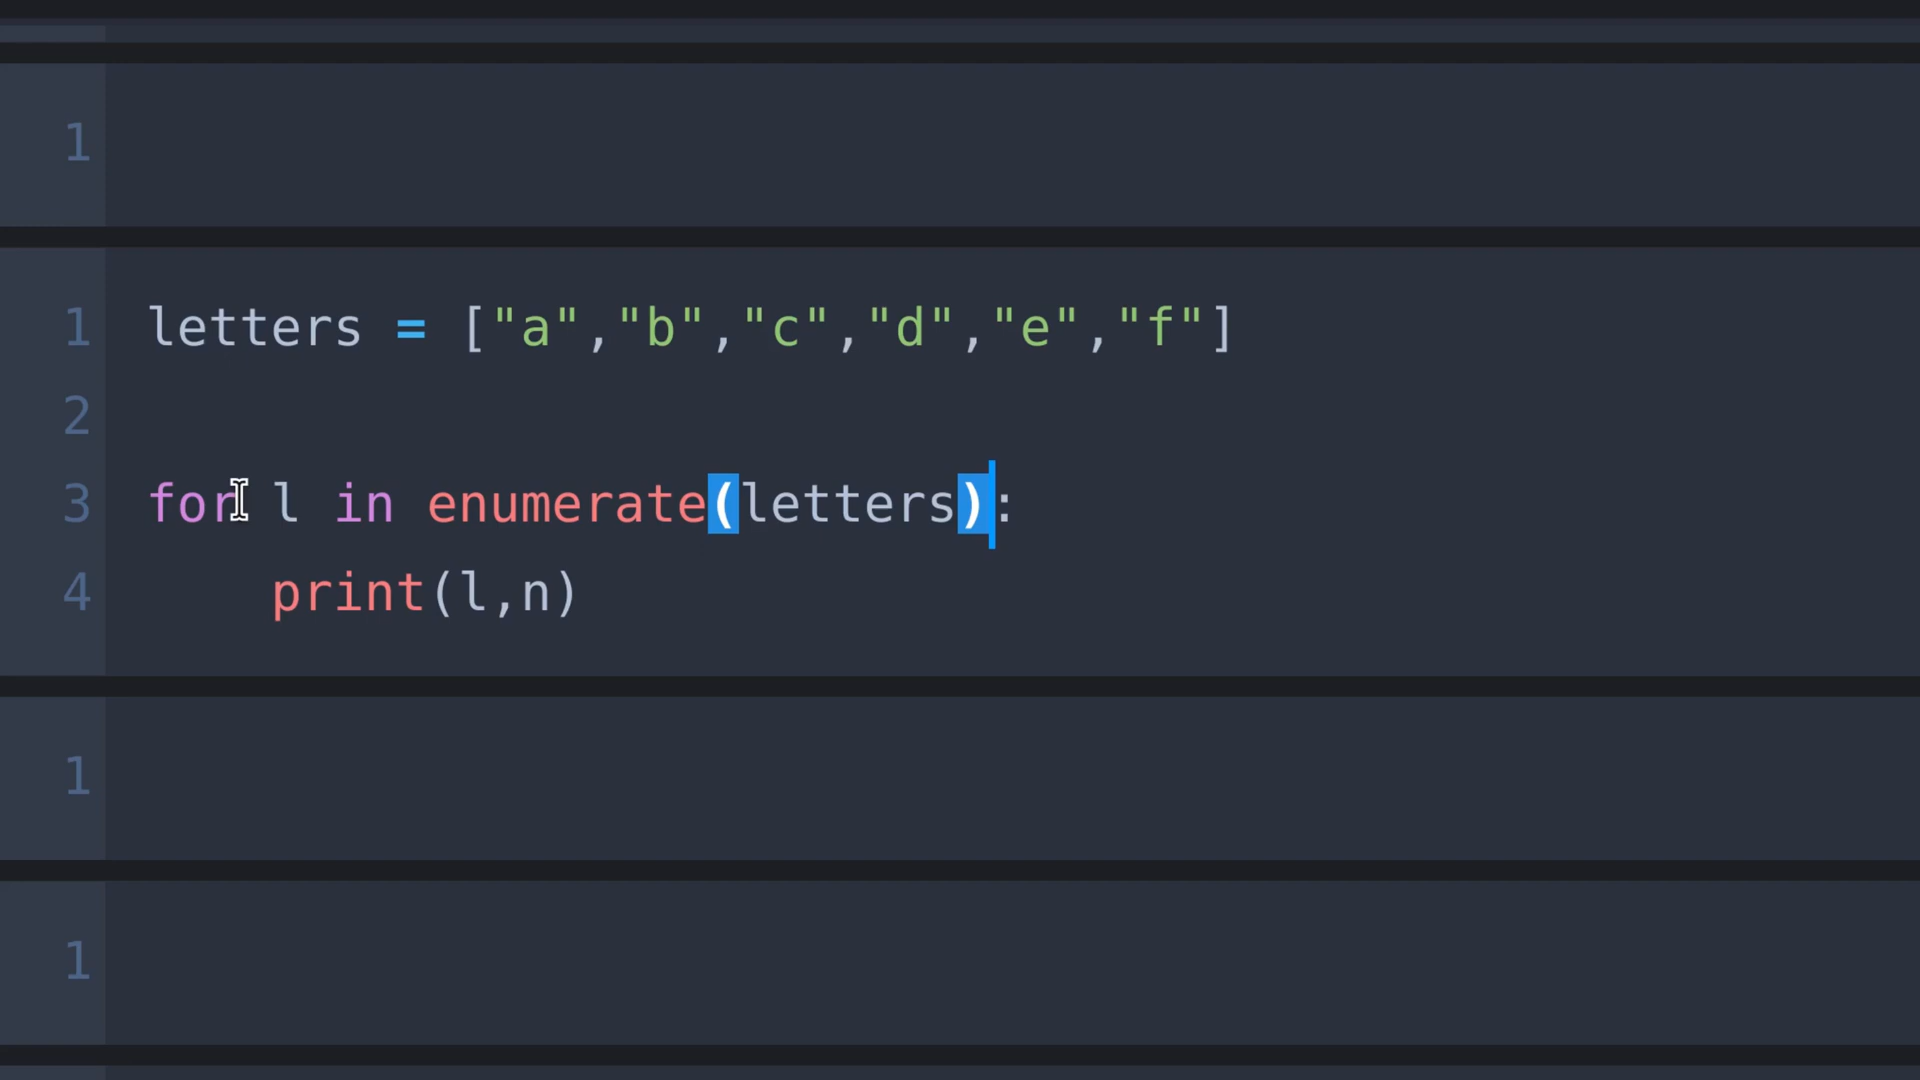 1
1 letters = ["a","b","c","d","e","f"]
2
3 for l in enumerate(letters):
4     print(l,n)
1
1